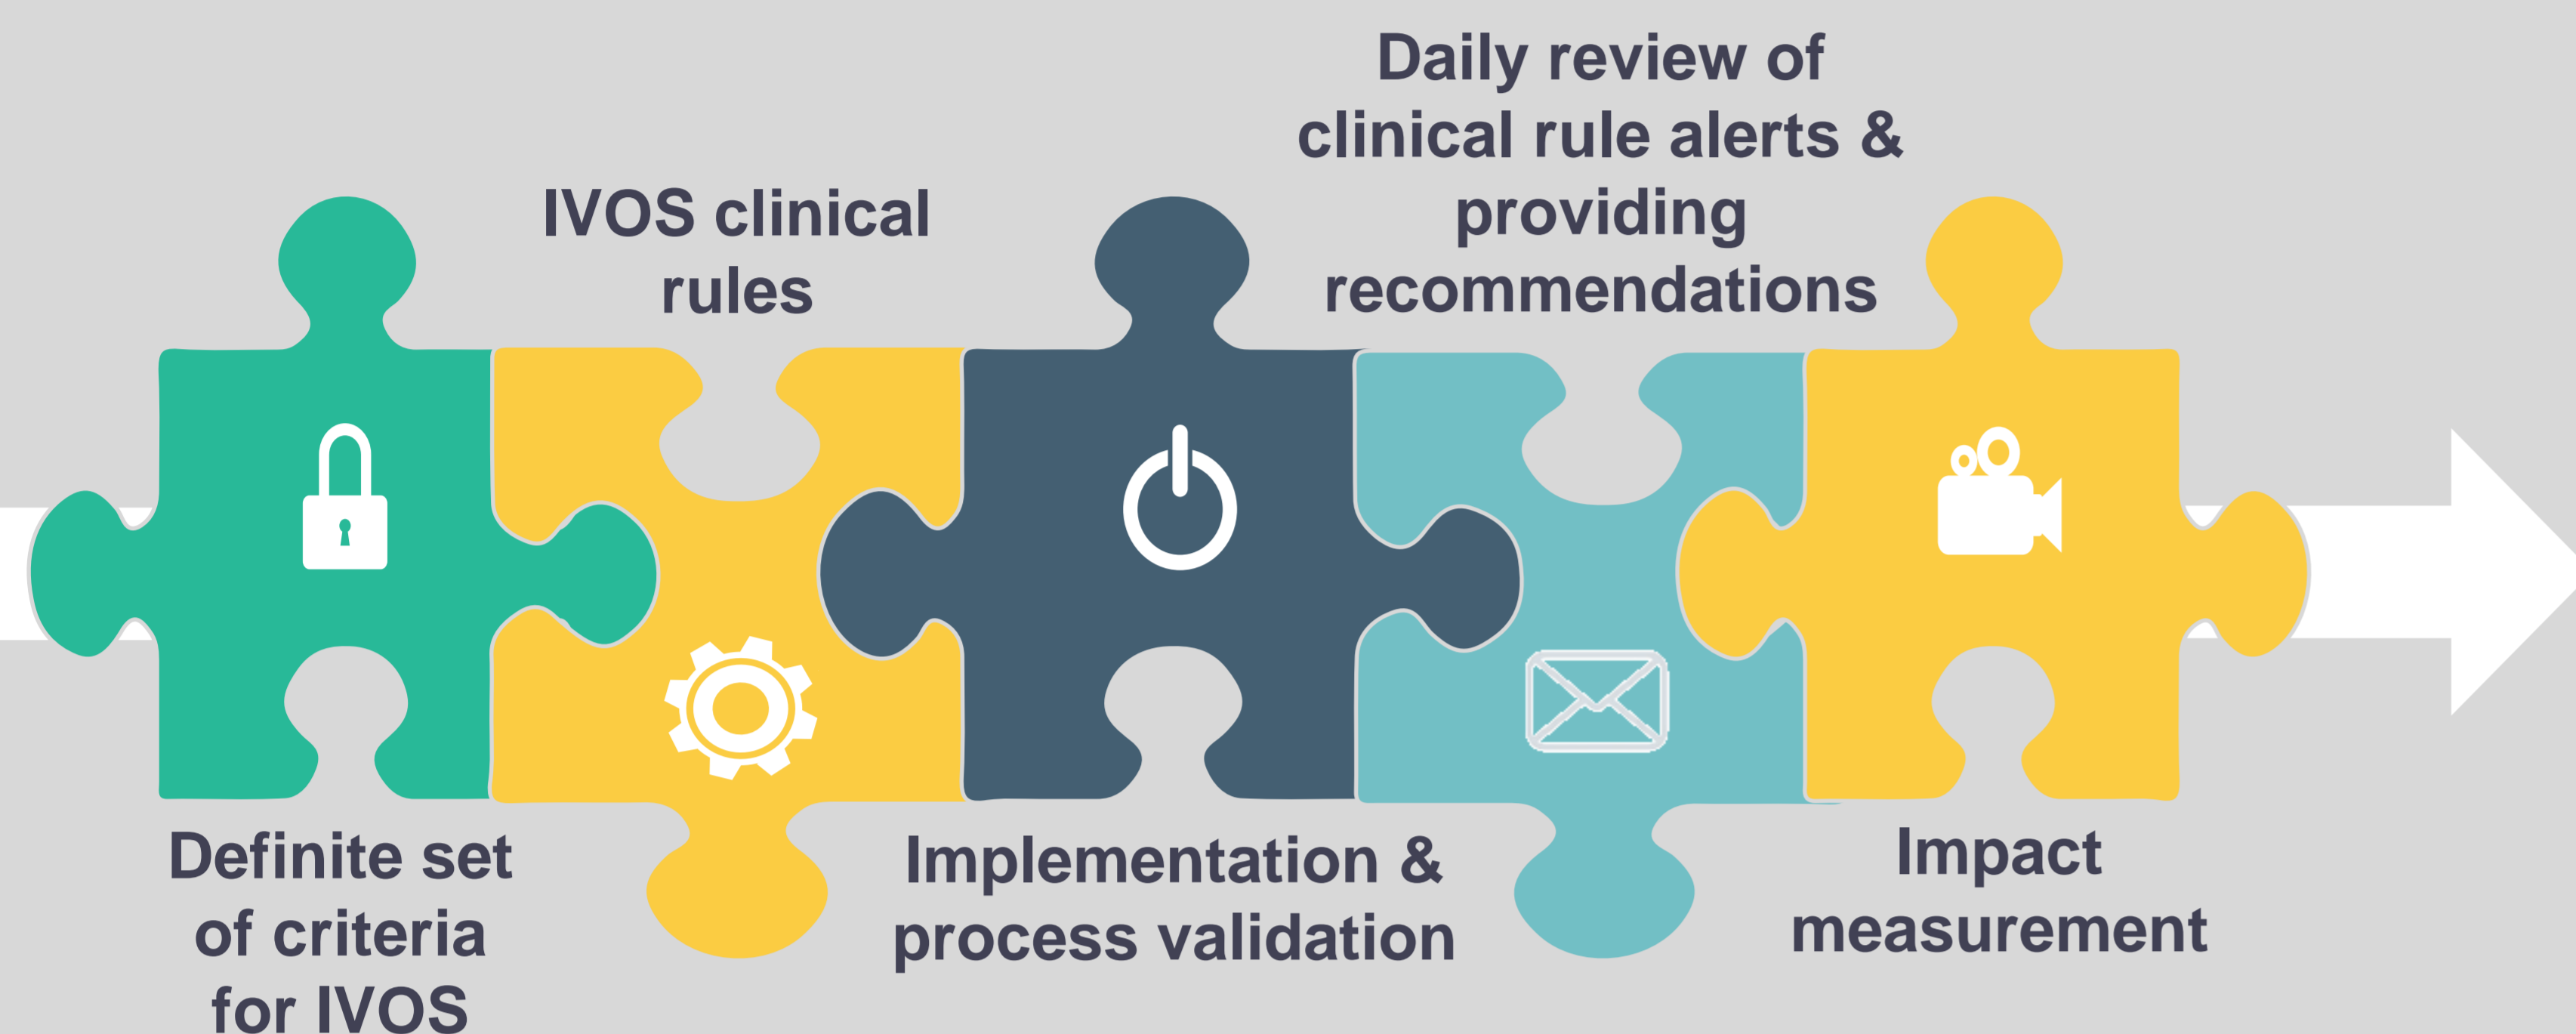 Definite set
of criteria
for IVOS
IVOS clinical
rules
Implementation &
process validation
Daily review of
clinical rule alerts &
providing
recommendations
Impact
measurement